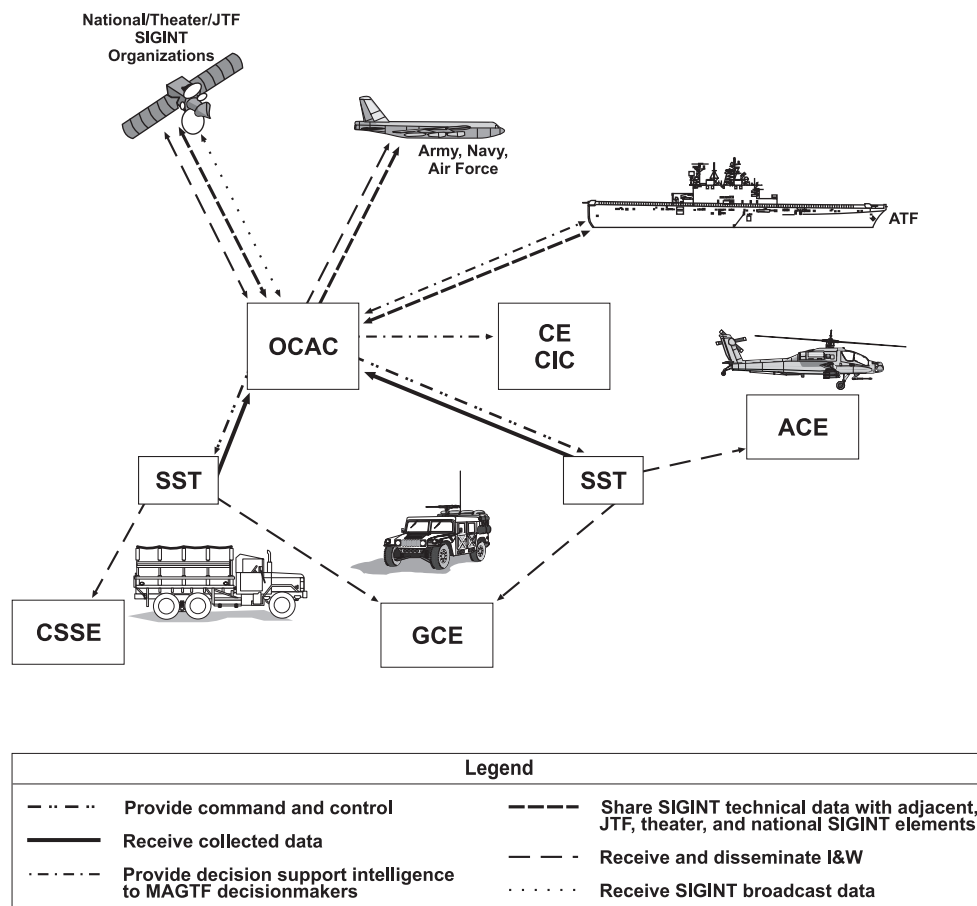 National/Theater/JTF
SIGINT
Organizations
Army, Navy,
Air Force
ATF
OCAC
CE
CIC
ACE
SST
SST
CSSE
GCE
Legend
Provide command and control
Receive collected data
Provide decision support intelligence
to MAGTF decisionmakers
Share SIGINT technical data with adjacent,
JTF, theater, and national SIGINT elements
Receive and disseminate I&W
Receive SIGINT broadcast data